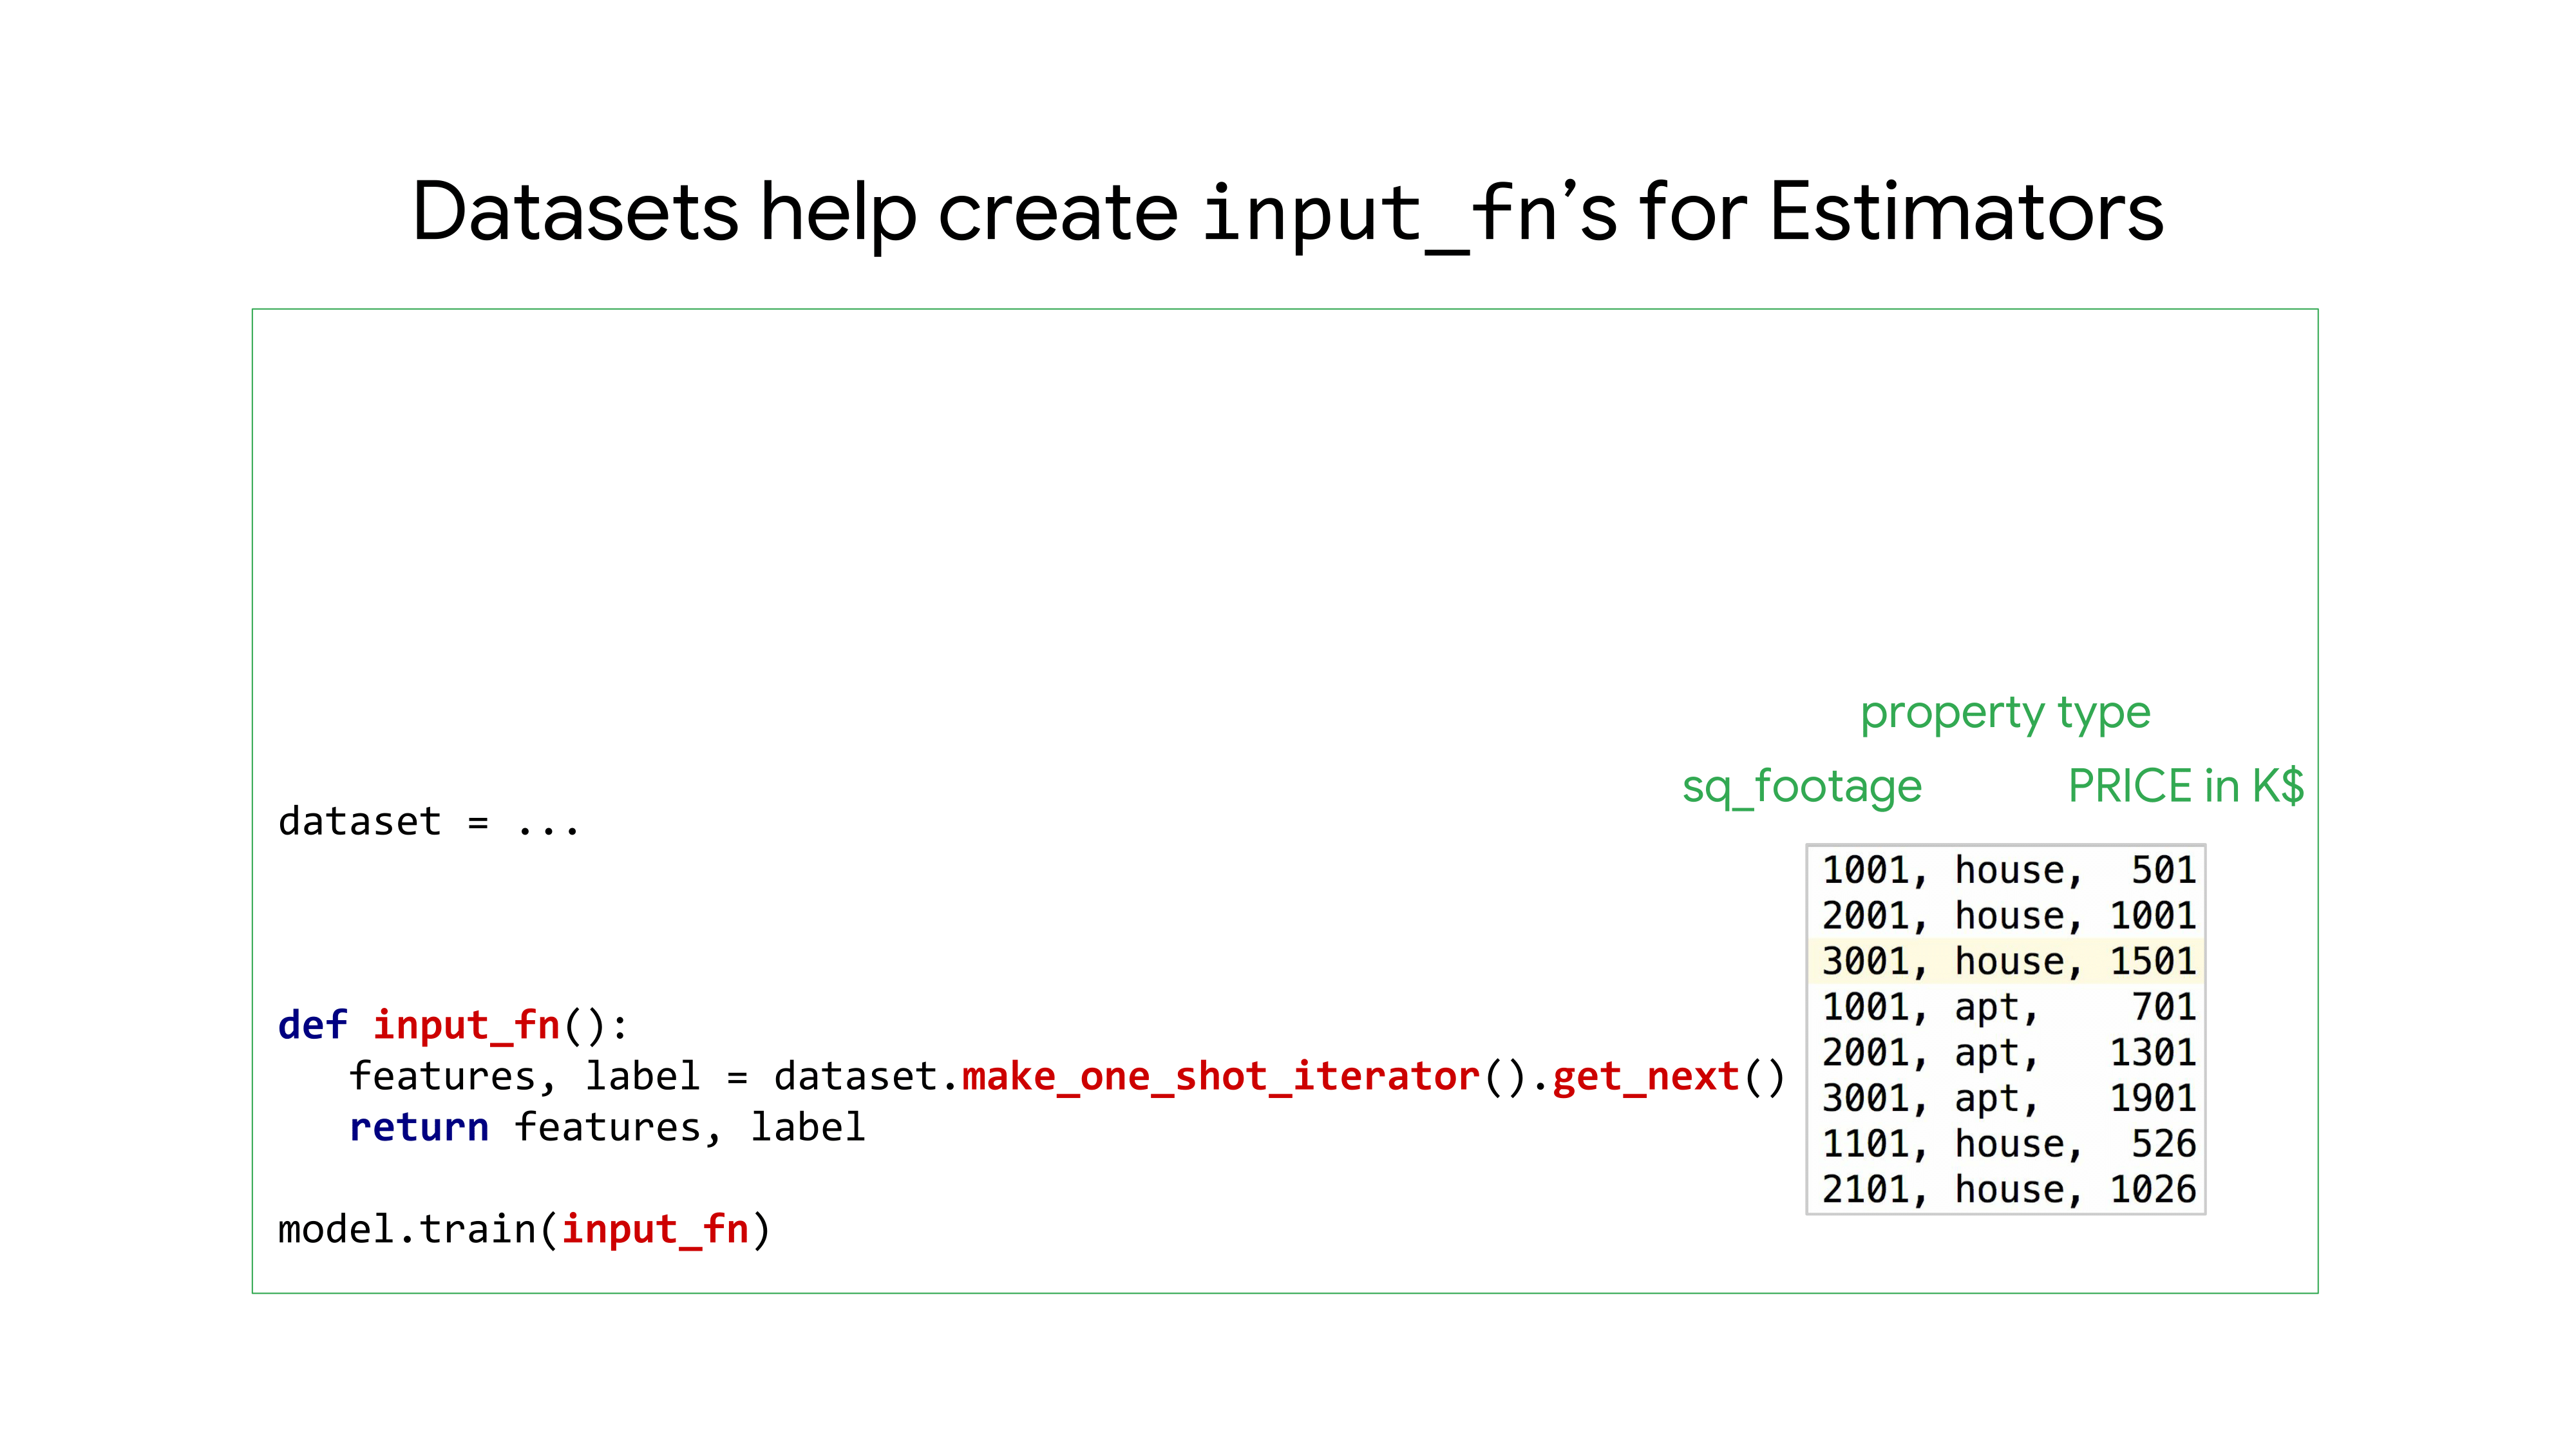 Datasets help create input_fn’s for Estimators
property type
sq_footage PRICE in K$
dataset = ...
def input_fn():
features, label = dataset.make_one_shot_iterator().get_next()
return features, label
model.train(input_fn)
1001, house, 501
2001, house, 1001
3001, house, 1501
1001, apt, 701
2001, apt, 1301
3001, apt, 1901
1101, house, 526
2101, house, 1026